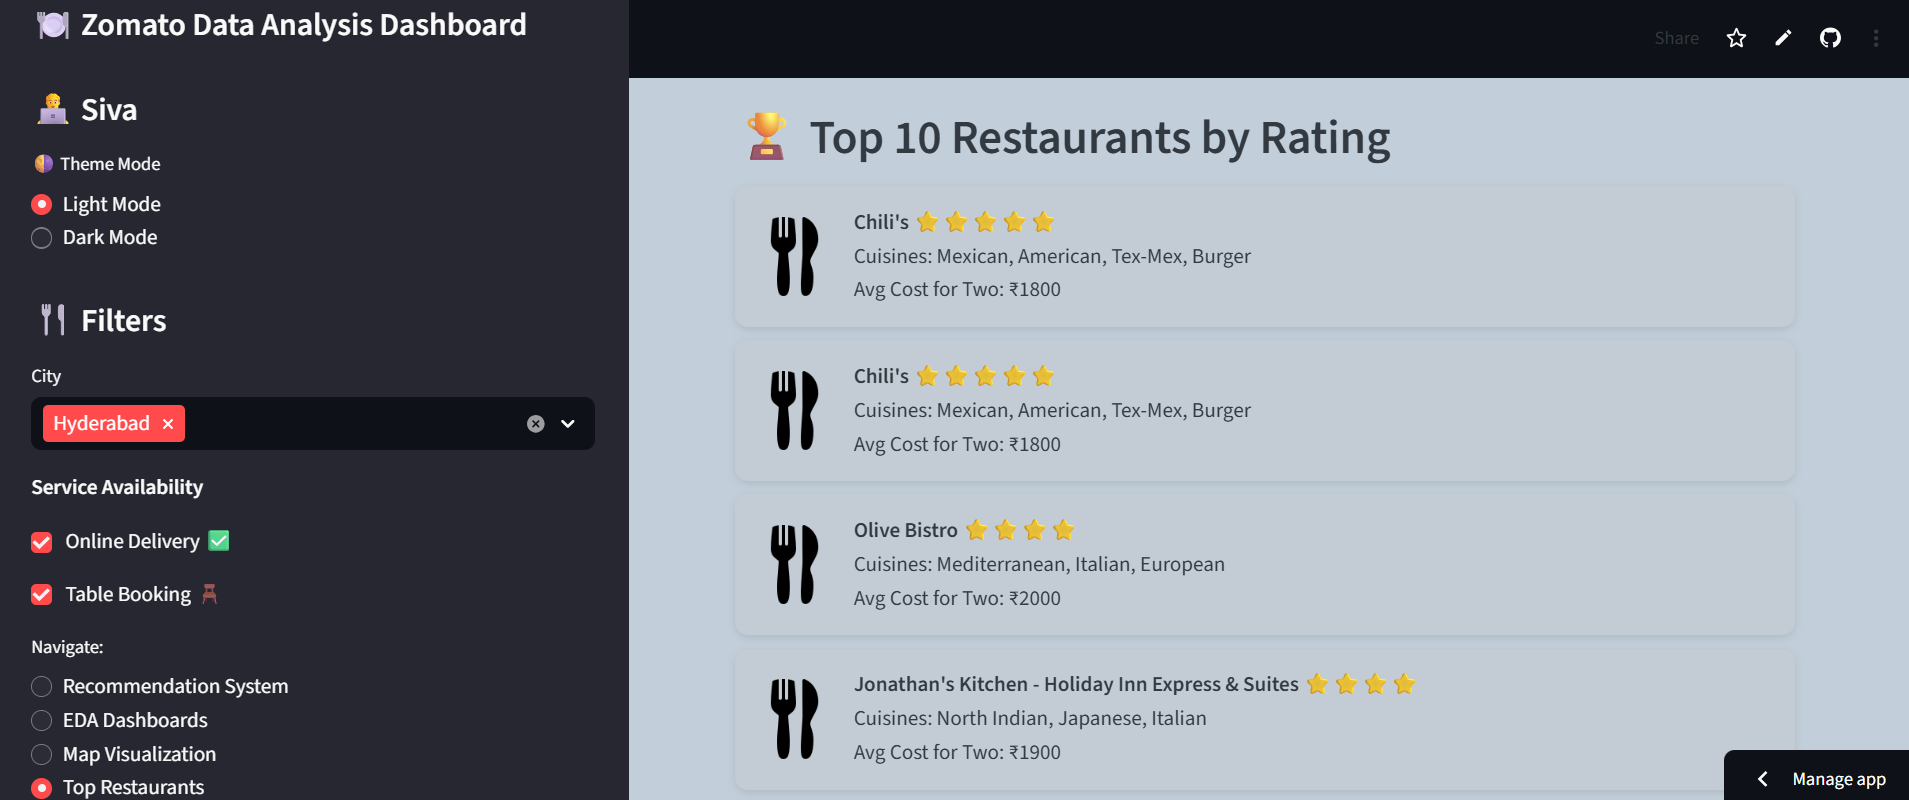 Zomato Data Analysis Dashboard
Siva
Theme Mode
Light Mode
Dark Mode
Filters
City
Hyderabad
Service Availability
Online Delivery
Table Booking
Navigate:
Recommendation System
EDA Dashboards
Map Visualization
Top Restaurants
Share
Top 10 Restaurants by Rating
Chili's
Cuisines: Mexican, American, Tex-Mex, Burger
Avg Cost for Two: ₹1800
Chili's
Cuisines: Mexican, American, Tex-Mex, Burger
Avg Cost for Two: ₹1800
Olive Bistro
Cuisines: Mediterranean, Italian, European
Avg Cost for Two: ₹2000
Jonathan's Kitchen - Holiday Inn Express & Suites
Cuisines: North Indian, Japanese, Italian
Avg Cost for Two: ₹1900
Manage app